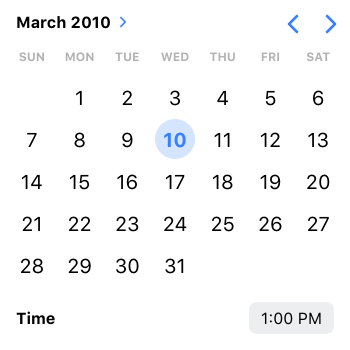 March 2010
SUN MON TUE WED THU FRI SAT
1 2 3 4 5 6
7 8 9 10 11 12 13
14 15 16 17 18 19 20
21 22 23 24 25 26 27
28 29 30 31
Time 1:00 PM